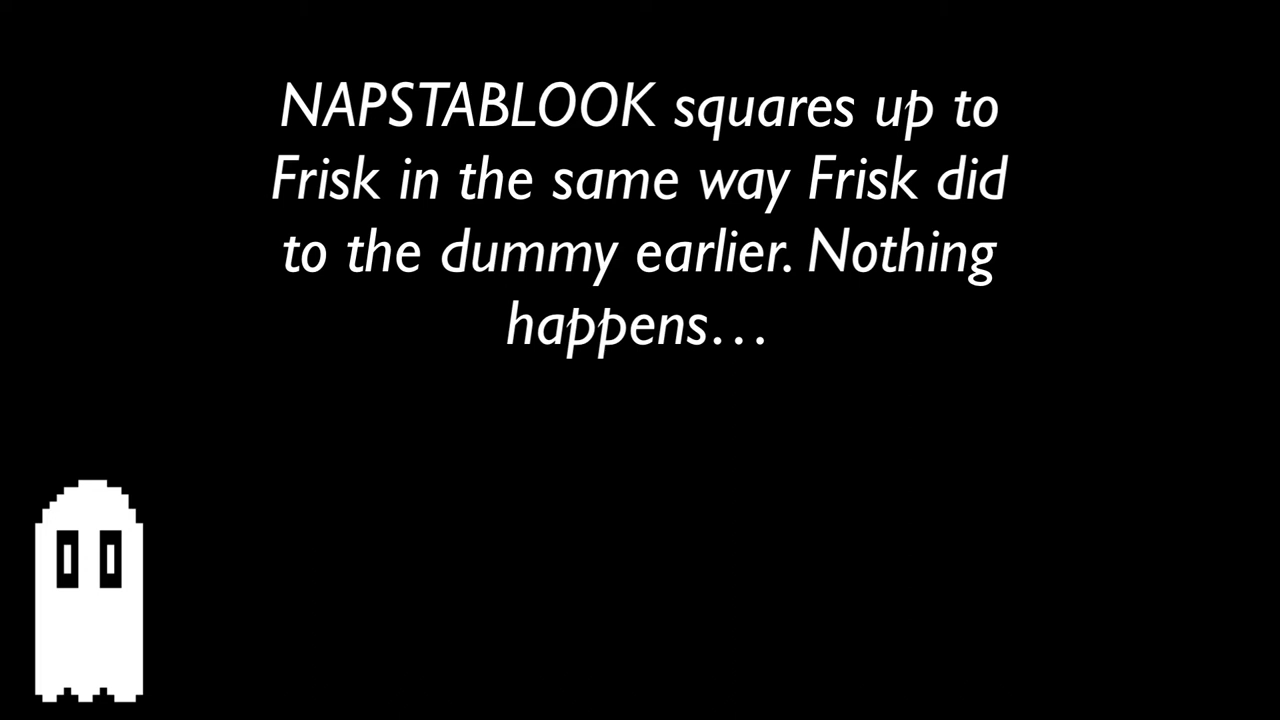 NAPSTABLOOK squares up to
Frisk in the same way Frisk did
to the dummy earlier. Nothing
happens…